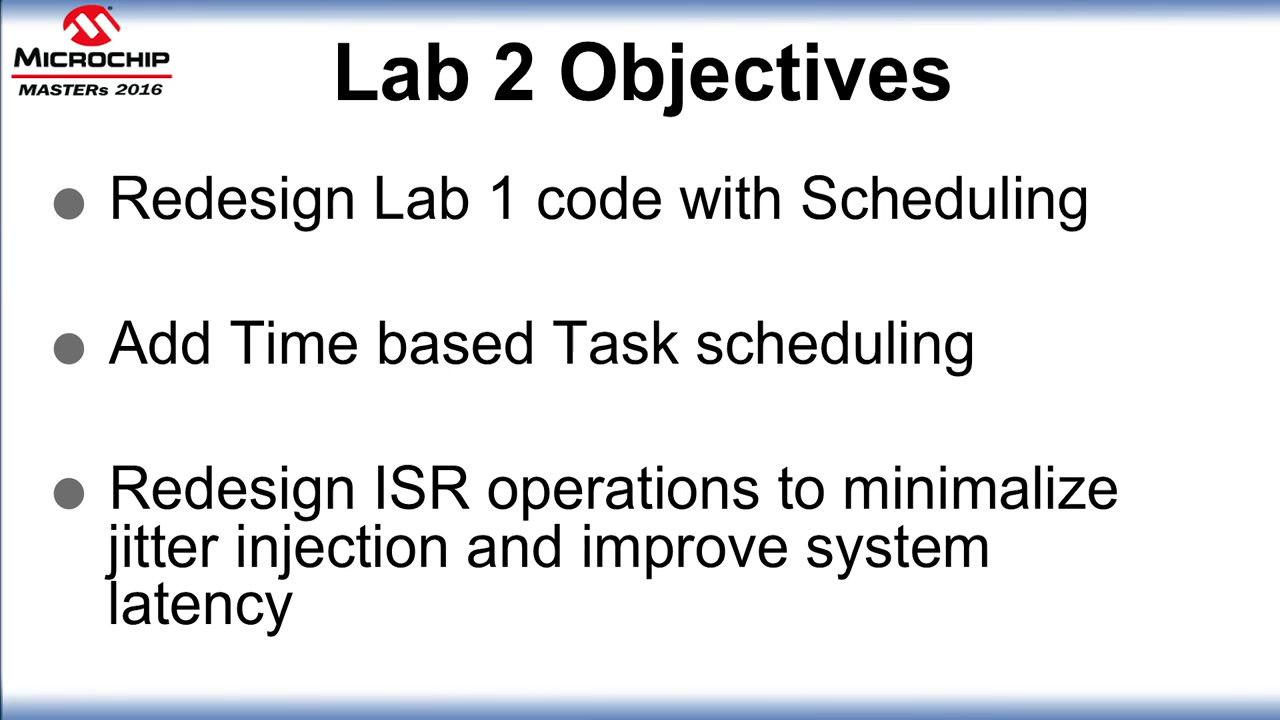 MICROCHIP
MASTERs 2016
Lab 2 Objectives
Redesign Lab 1 code with Scheduling
Add Time based Task scheduling
Redesign ISR operations to minimalize
jitter injection and improve system
latency